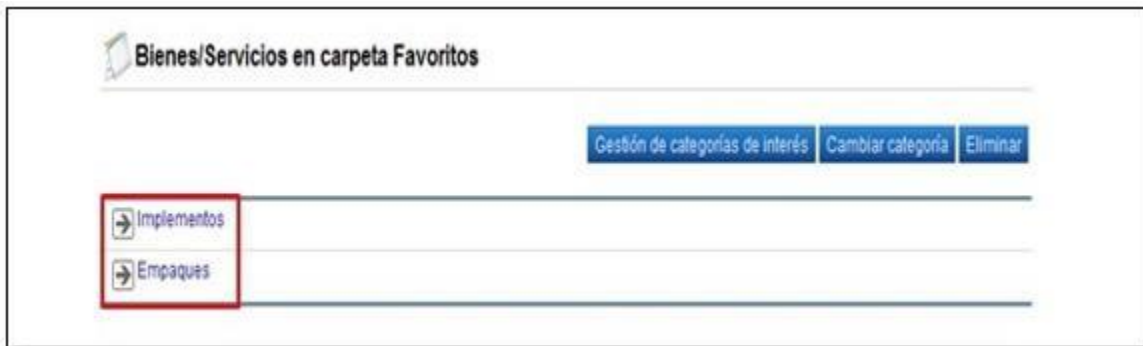 Bienes/Servicios en carpeta Favoritos
Gestión de categorías de interés Cambiar categoría Eliminar
Implementos
Empaques